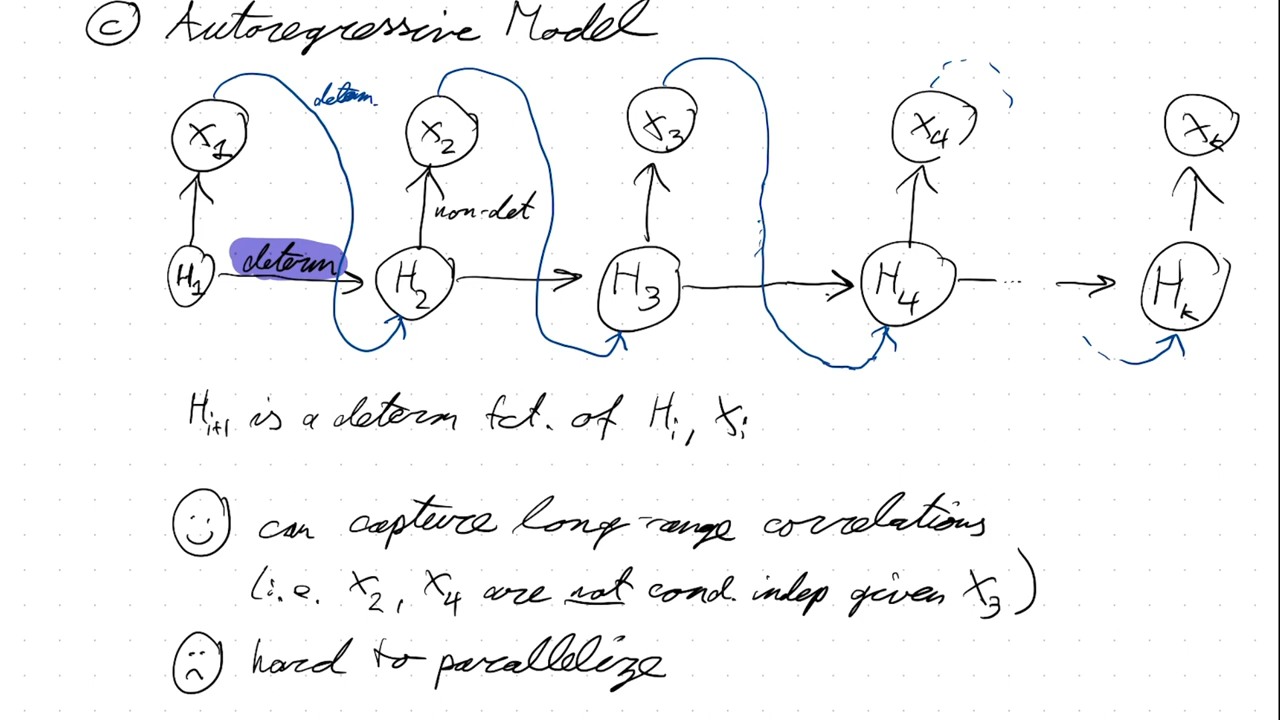 ⓒ Autoregressive Model
determ.
X₁ X₂ X₃ X₄ Xₖ
non-det
determ
H₁ H₂ H₃ H₄ ... Hₖ
Hᵢ₊₁ is a determ fct. of Hᵢ, Xᵢ
can capture long-range correlations
(i.e. X₂, X₄ are not cond. indep given X₃)
hard to parallelize